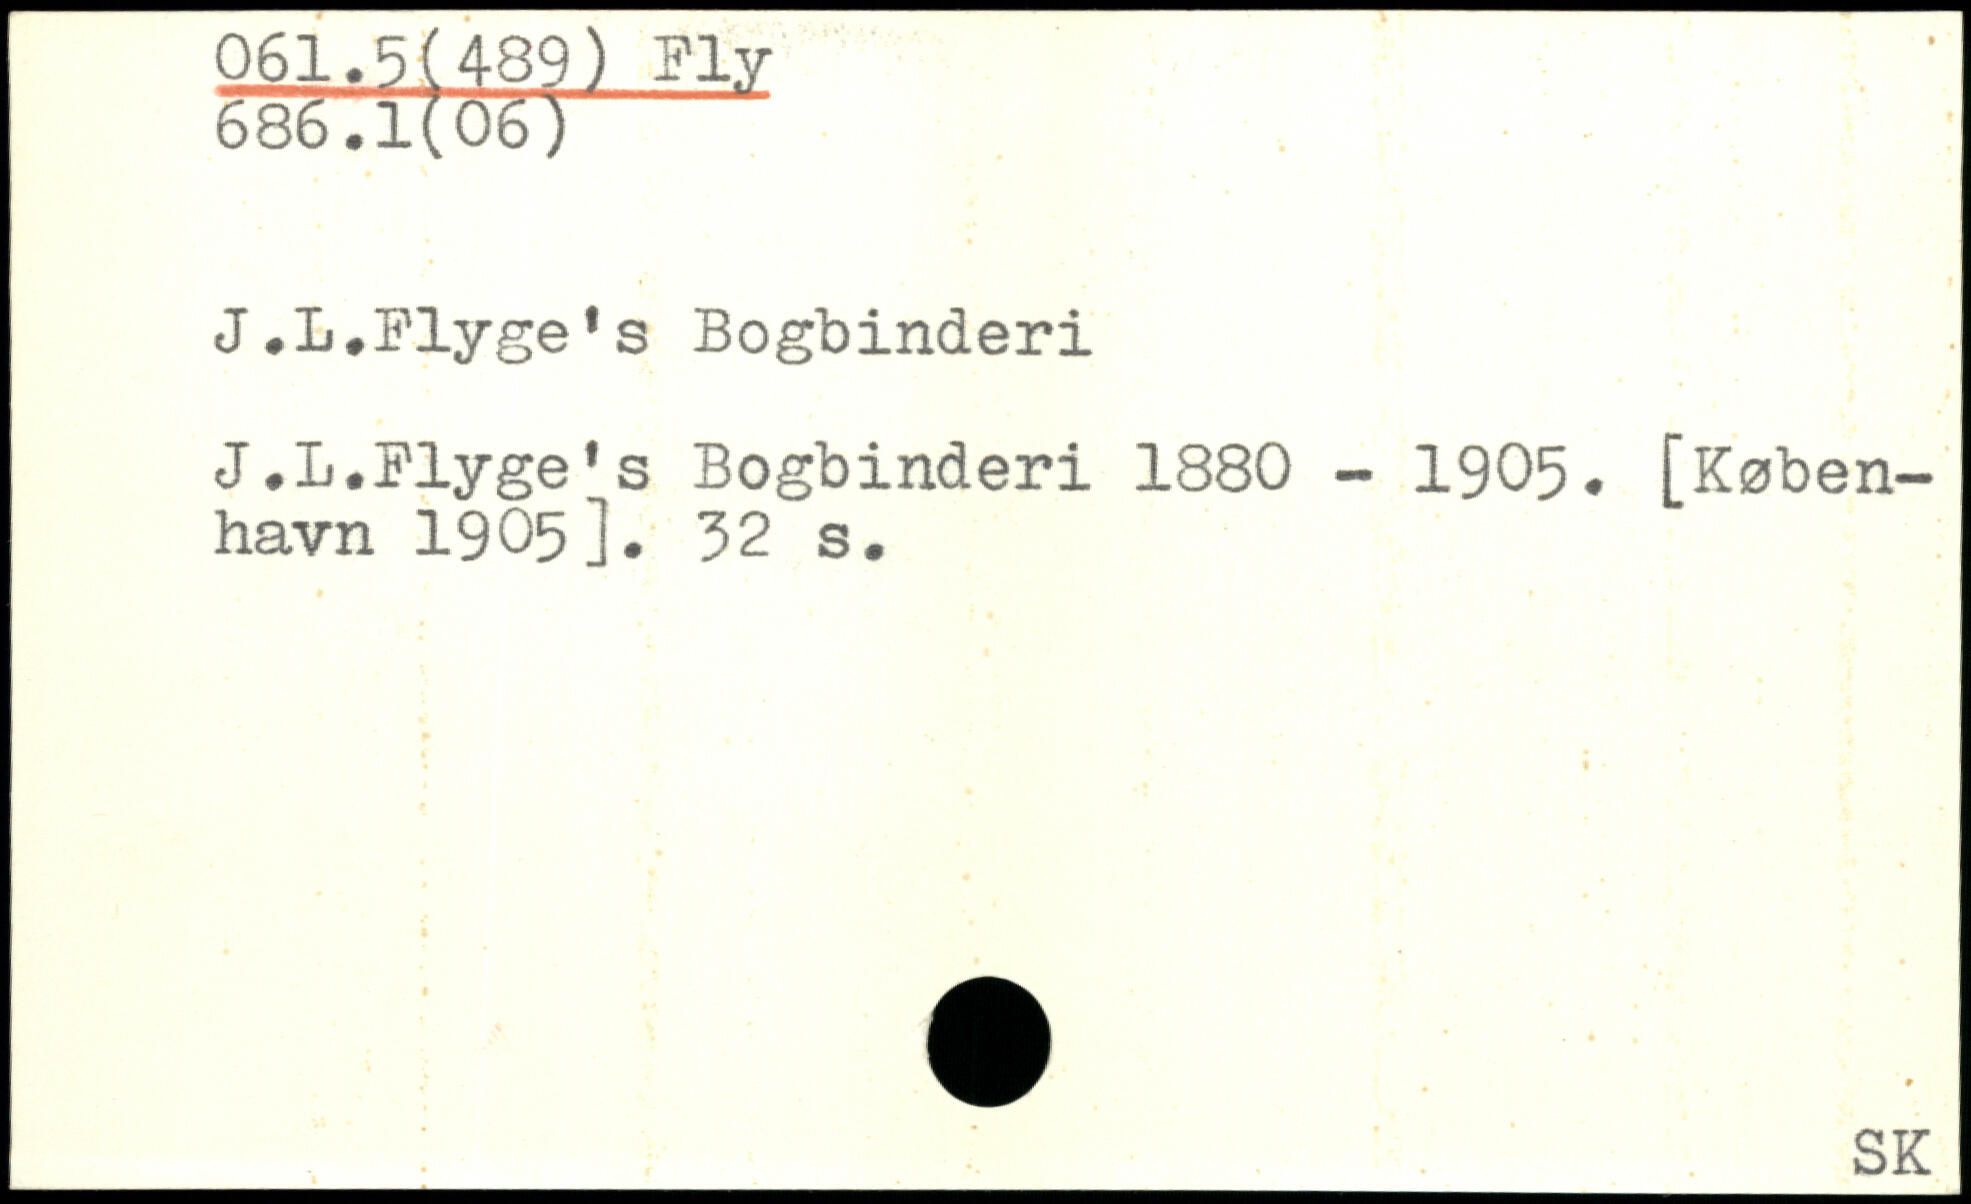 061.5(489) Fly
686.1(06)
J.L.Flyge's Bogbinderi
J.L.Flyge's Bogbinderi 1880 - 1905. [Køben-
havn 1905]. 32 s.
SK